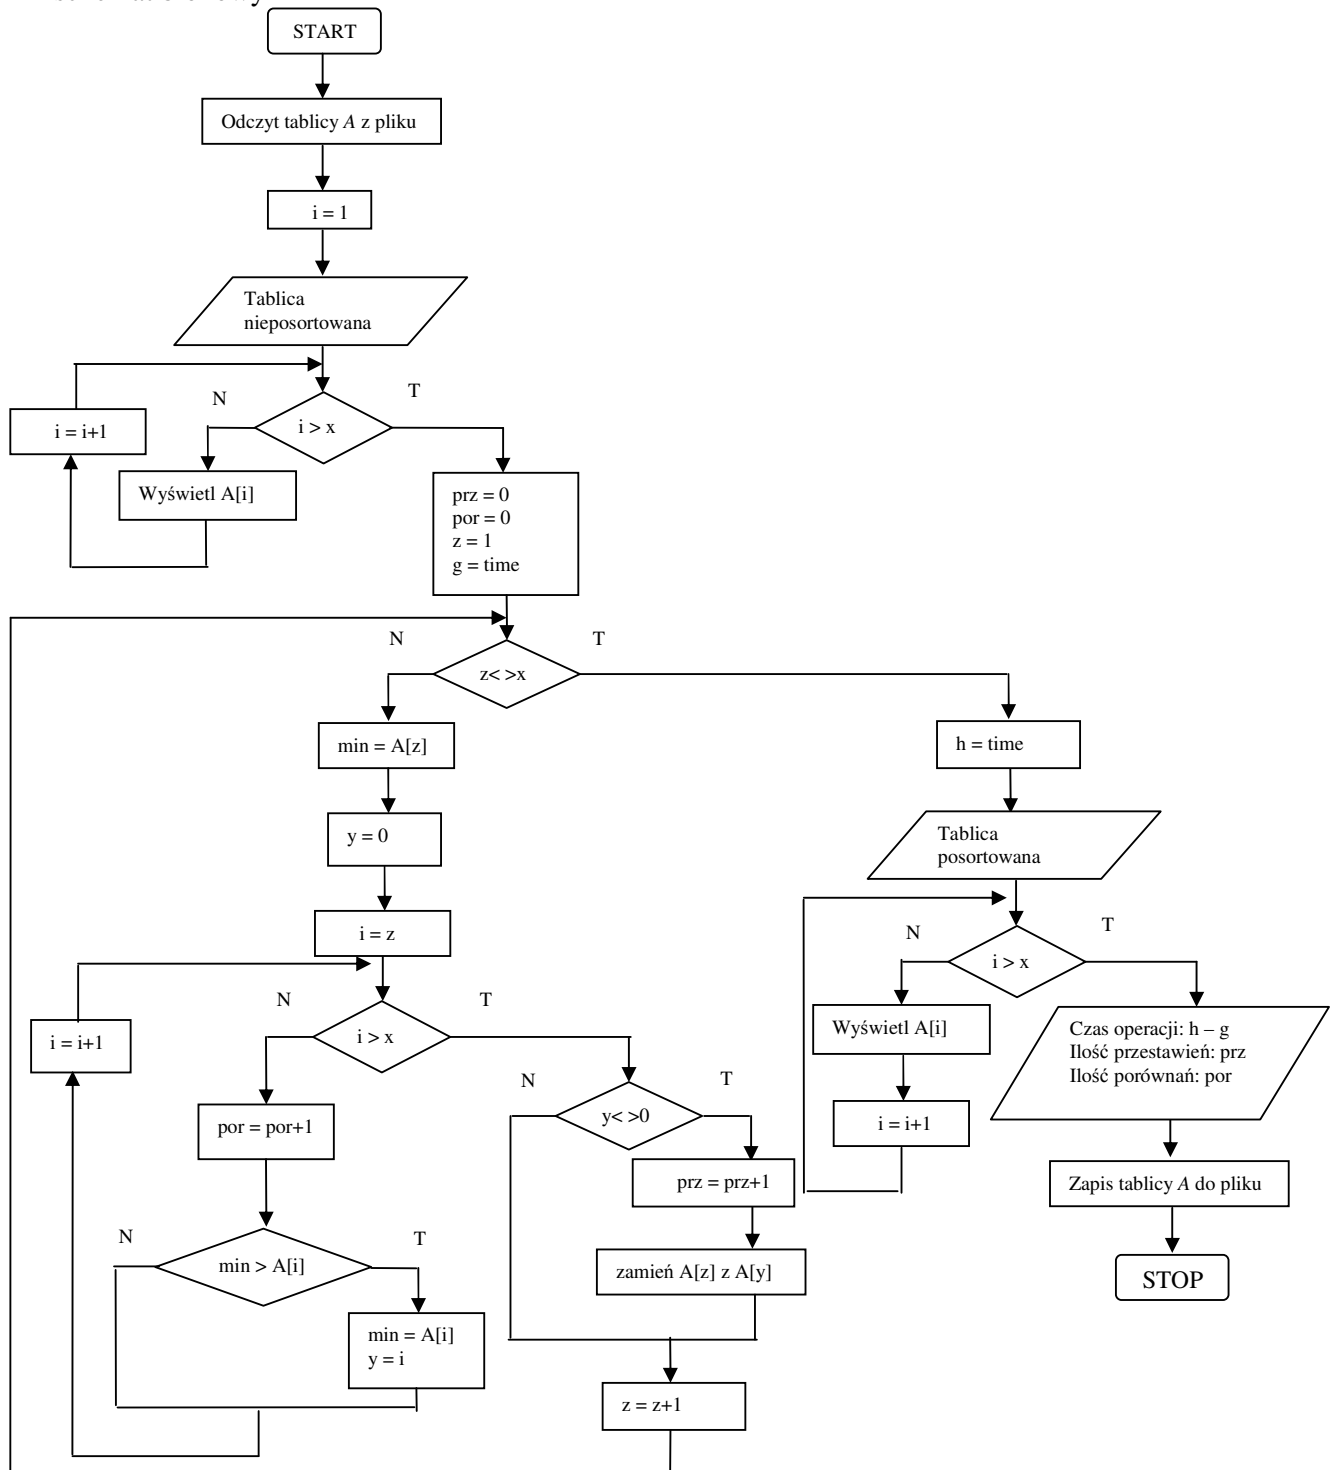 START
Odczyt tablicy A z pliku
i = 1
Tablica
nieposortowana
N
T
i > x
i = i+1
Wyświetl A[i]
prz = 0
por = 0
z = 1
g = time
N
T
z< >x
min = A[z]
h = time
y = 0
Tablica
posortowana
i = z
N
T
i > x
N
T
i > x
i = i+1
Wyświetl A[i]
Czas operacji: h – g
Ilość przestawień: prz
Ilość porównań: por
N
T
y< >0
por = por+1
i = i+1
prz = prz+1
Zapis tablicy A do pliku
N
T
min > A[i]
zamień A[z] z A[y]
STOP
min = A[i]
y = i
z = z+1